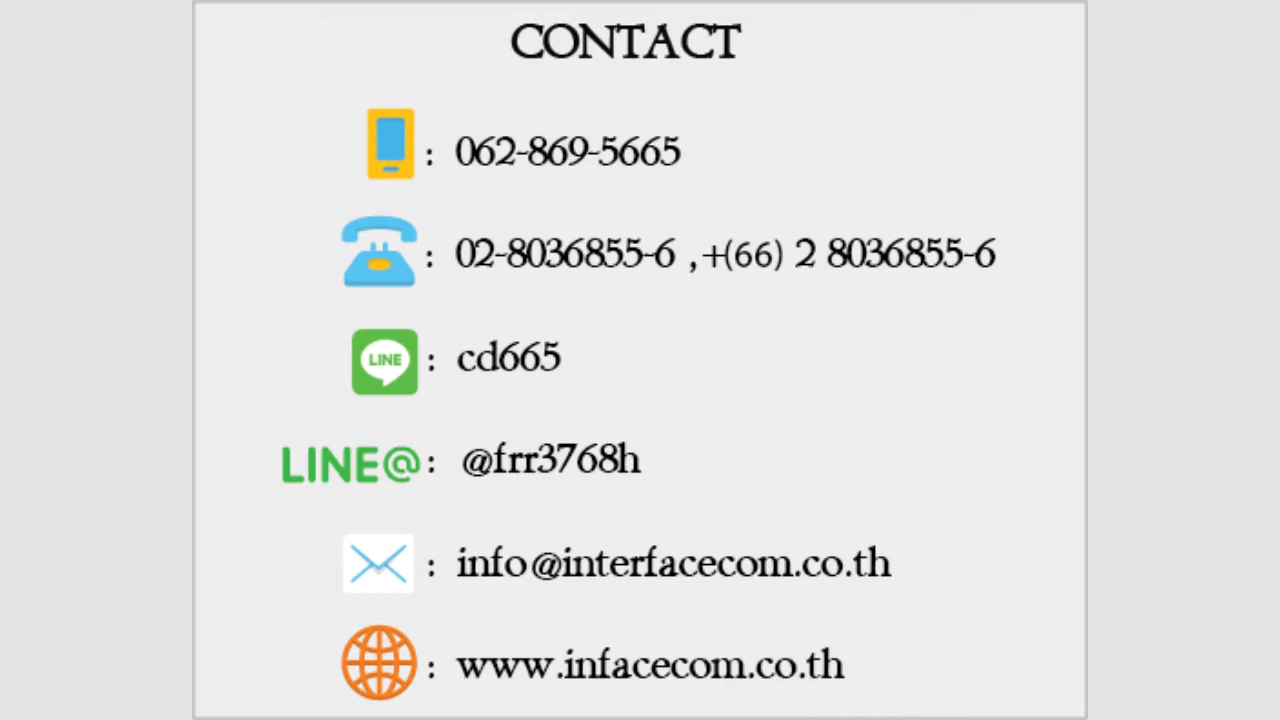 CONTACT
: 062-869-5665
: 02-8036855-6 ,+(66) 2 8036855-6
LINE : cd665
LINE@ : @frr3768h
: info@interfacecom.co.th
: www.infacecom.co.th